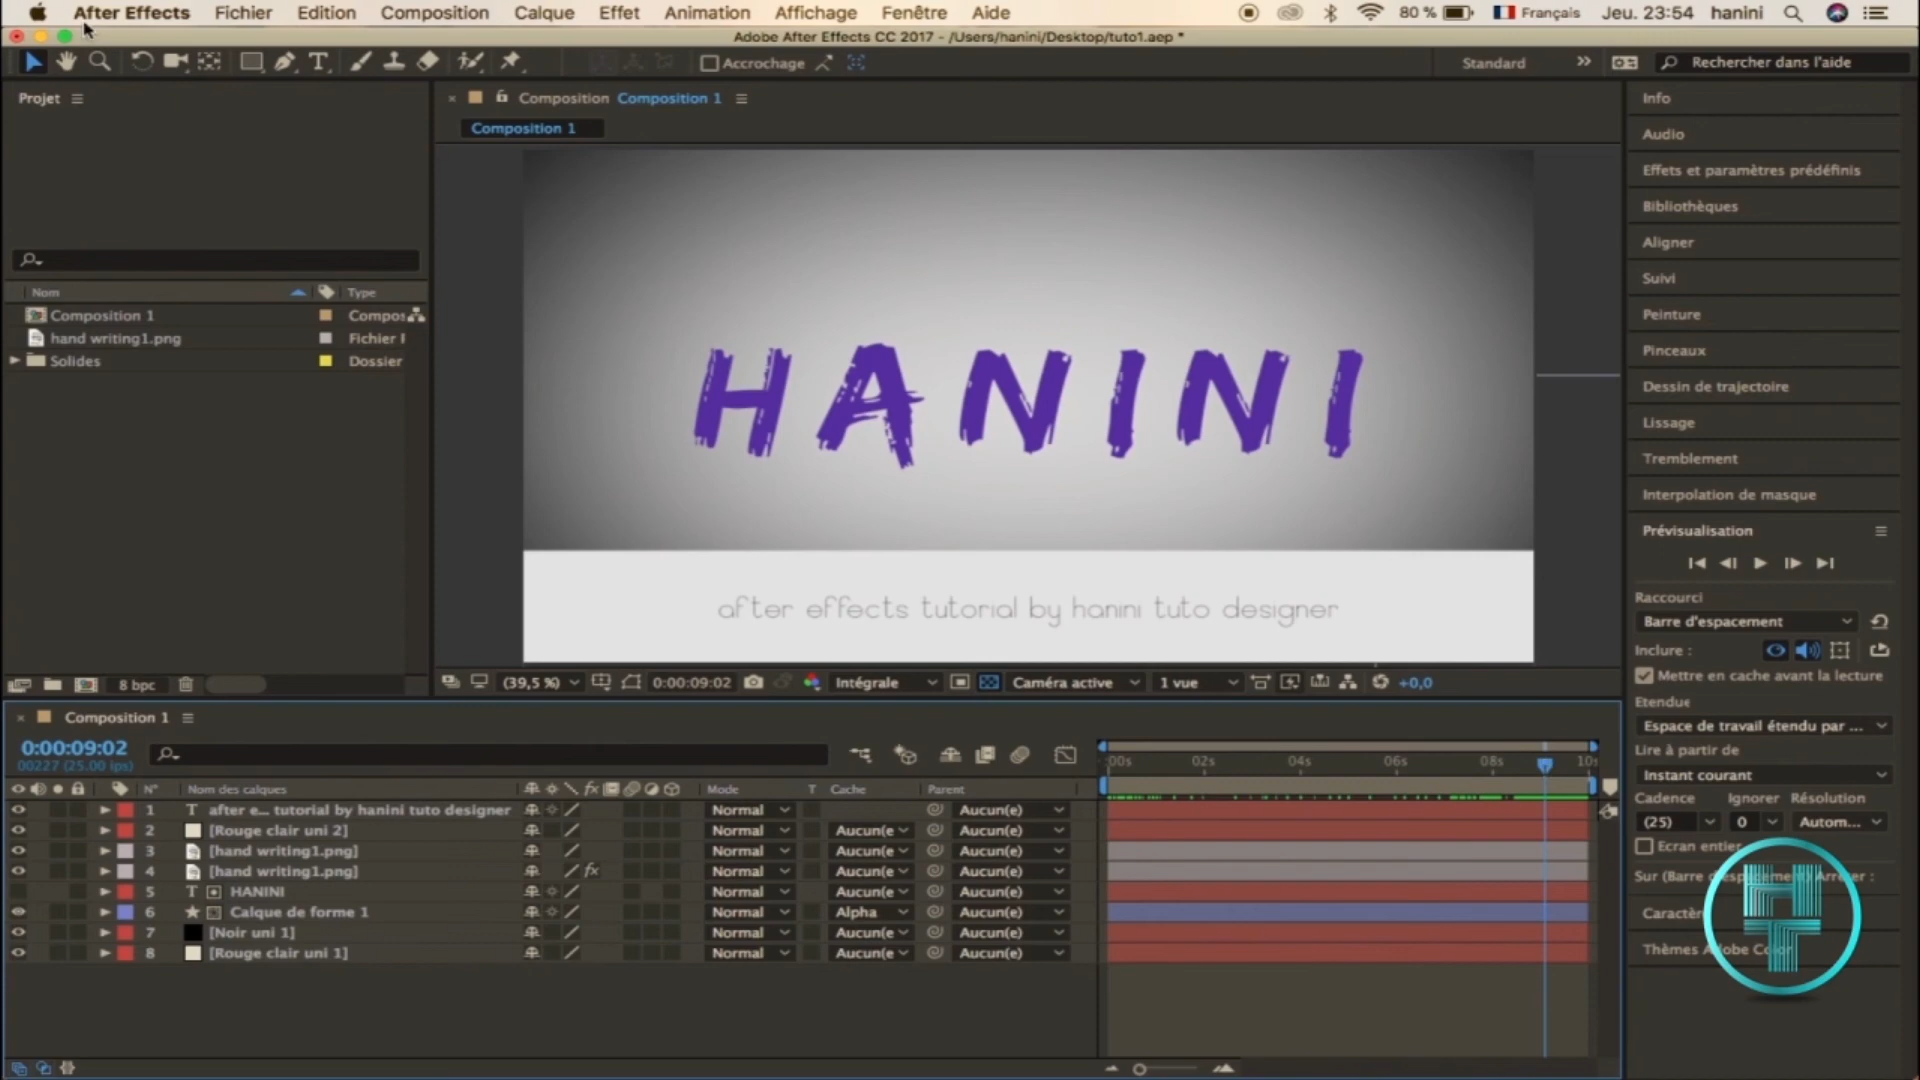 After Effects Fichier Edition Composition Calque Effet Animation Affichage Fenêtre Aide 80 % Français Jeu. 23:54 hanini
Adobe After Effects CC 2017 - /Users/hanini/Desktop/tuto1.aep *
Accrochage Standard Rechercher dans l'aide
Projet
Composition Composition 1
Composition 1
Nom Type
Composition 1 Compos
hand writing1.png Fichier
Solides Dossier
8 bpc
HANINI
after effects tutorial by hanini tuto designer
(39,5 %) 0:00:09:02 Intégrale Caméra active 1 vue +0,0
Info
Audio
Effets et paramètres prédéfinis
Bibliothèques
Aligner
Suivi
Peinture
Pinceaux
Dessin de trajectoire
Lissage
Tremblement
Interpolation de masque
Prévisualisation
Raccourci
Barre d'espacement
Inclure :
Mettre en cache avant la lecture
Etendue
Espace de travail étendu par ...
Lire à partir de
Instant courant
Cadence Ignorer Résolution
(25) 0 Autom...
Ecran entier
Sur (Barre d'espacement) Arrêter :
Thèmes Adobe Color
Composition 1
0:00:09:02
00227 (25.00 ips)
:00s 02s 04s 06s 08s 10s
N° Nom des calques fx Mode T Cache Parent
1 T after e... tutorial by hanini tuto designer Normal Aucun(e)
2 [Rouge clair uni 2] Normal Aucun(e Aucun(e)
3 [hand writing1.png] Normal Aucun(e Aucun(e)
4 [hand writing1.png] fx Normal Aucun(e Aucun(e)
5 T HANINI Normal Aucun(e Aucun(e)
6 Calque de forme 1 Normal Alpha Aucun(e)
7 [Noir uni 1] Normal Aucun(e Aucun(e)
8 [Rouge clair uni 1] Normal Aucun(e Aucun(e)